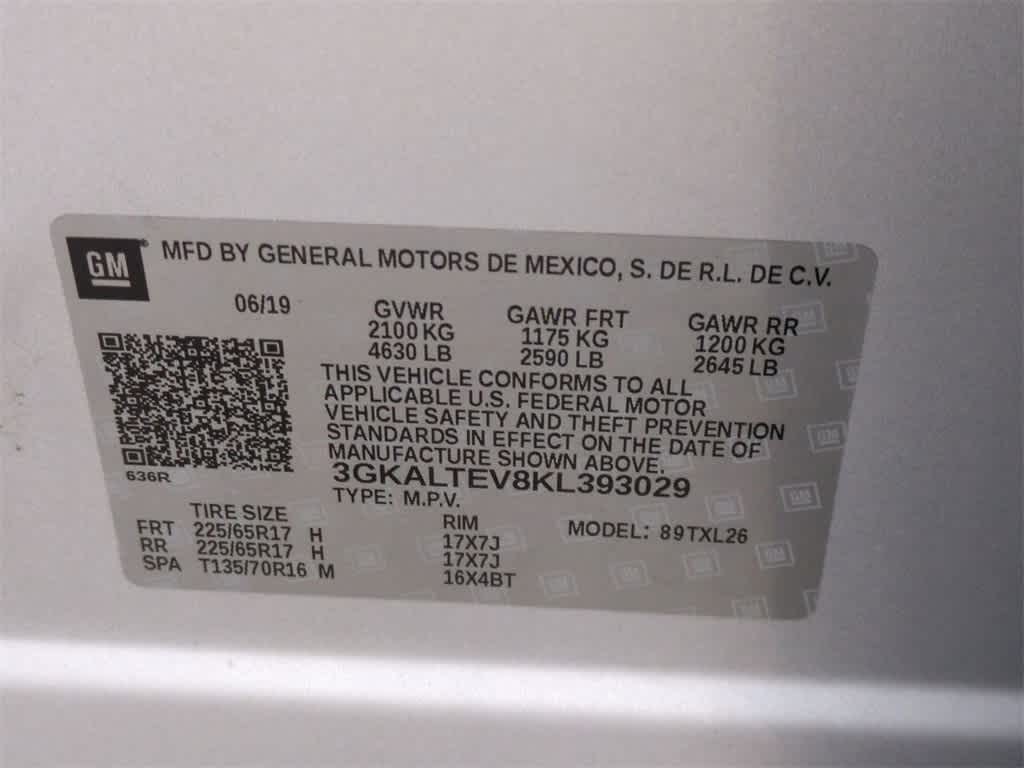 GM® MFD BY GENERAL MOTORS DE MEXICO, S. DE R.L. DE C.V.
06/19 GVWR GAWR FRT GAWR RR
2100 KG 1175 KG 1200 KG
4630 LB 2590 LB 2645 LB
THIS VEHICLE CONFORMS TO ALL
APPLICABLE U.S. FEDERAL MOTOR
VEHICLE SAFETY AND THEFT PREVENTION
STANDARDS IN EFFECT ON THE DATE OF
MANUFACTURE SHOWN ABOVE.
636R
3GKALTEV8KL393029
TYPE: M.P.V.
TIRE SIZE RIM MODEL: 89TXL26
FRT 225/65R17 H 17X7J
RR 225/65R17 H 17X7J
SPA T135/70R16 M 16X4BT